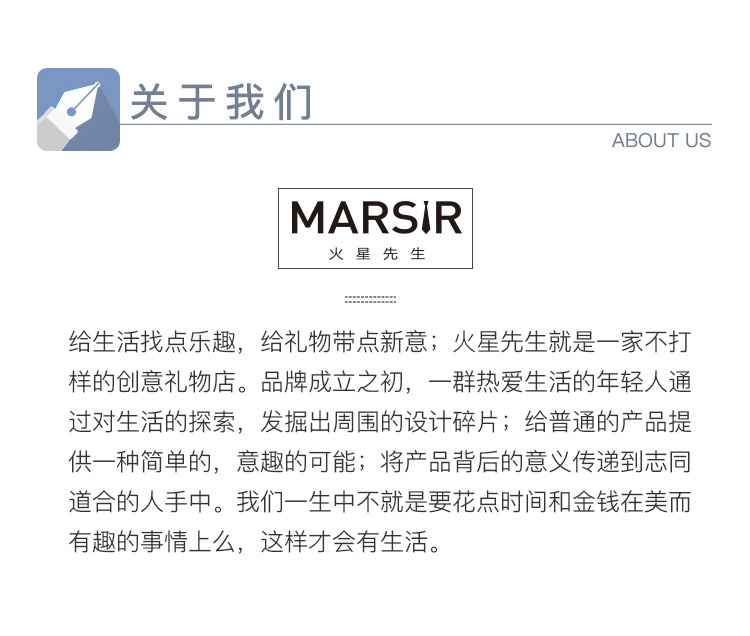 关于我们
ABOUT US
MARSIR
火星先生
给生活找点乐趣，给礼物带点新意；火星先生就是一家不打
样的创意礼物店。品牌成立之初，一群热爱生活的年轻人通
过对生活的探索，发掘出周围的设计碎片；给普通的产品提
供一种简单的，意趣的可能；将产品背后的意义传递到志同
道合的人手中。我们一生中不就是要花点时间和金钱在美而
有趣的事情上么，这样才会有生活。